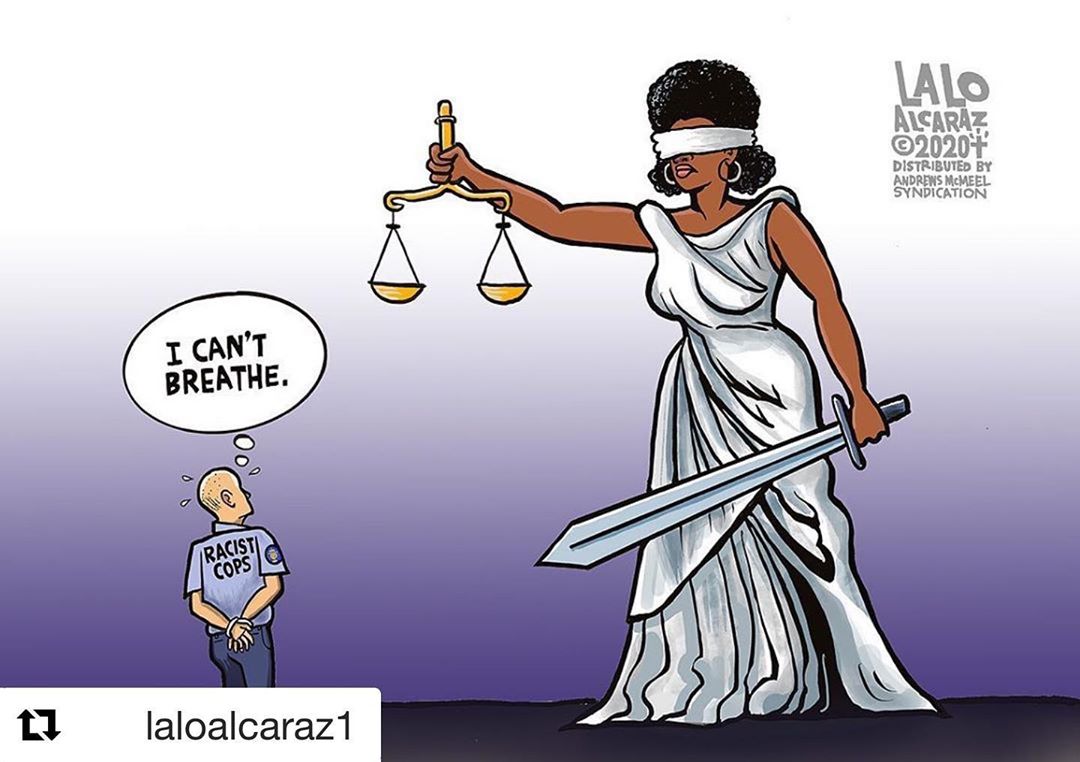 LALO
ALCARAZ
©2020
DISTRIBUTED BY
ANDREWS McMEEL
SYNDICATION
I CAN'T
BREATHE.
RACIST
COPS
laloalcaraz1